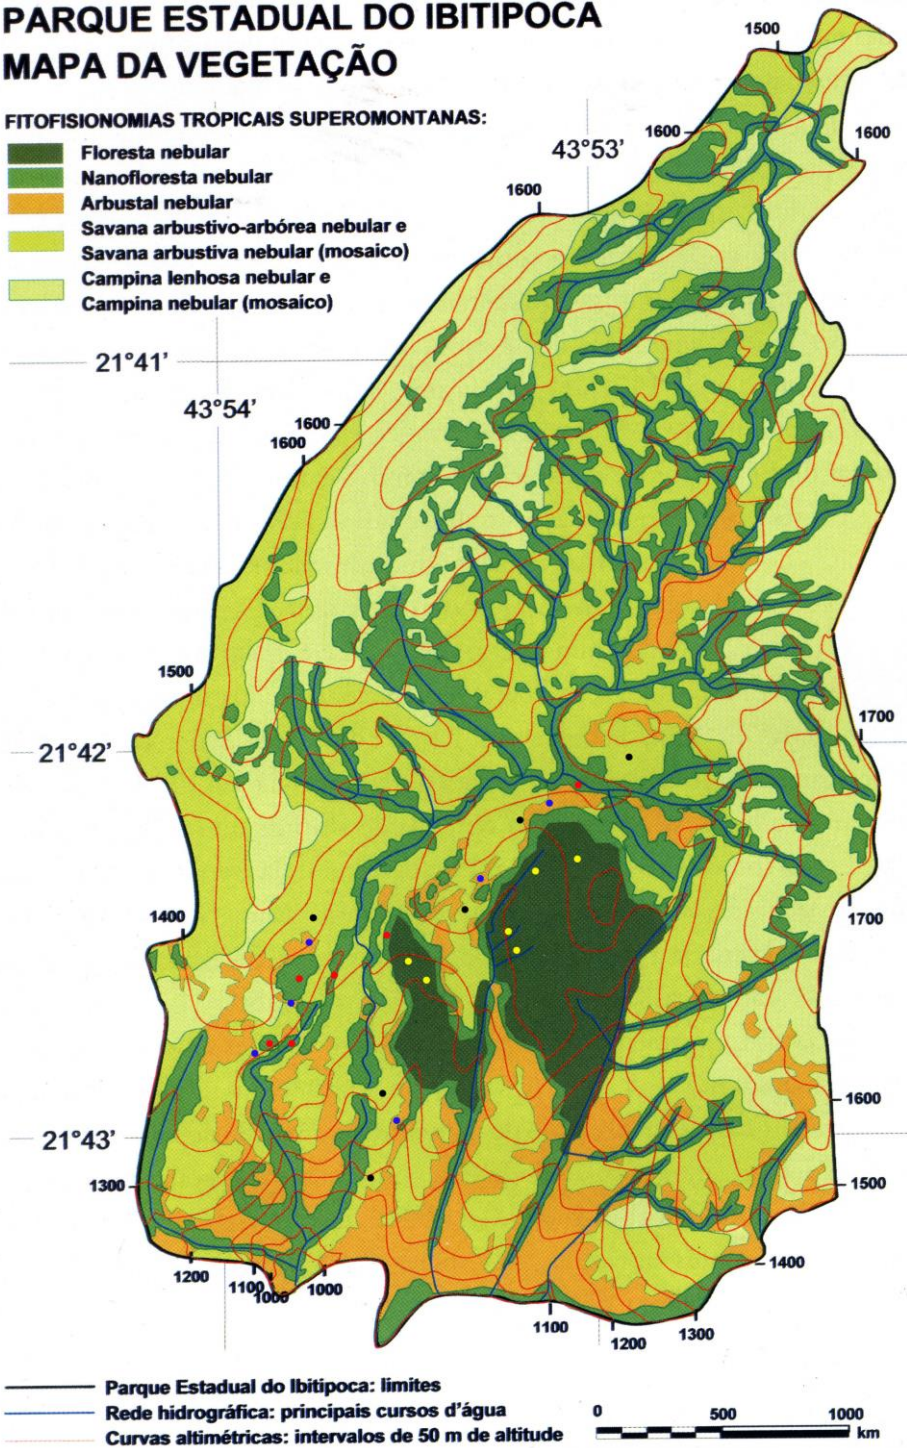 PARQUE ESTADUAL DO IBITIPOCA
MAPA DA VEGETAÇÃO
FITOFISIONOMIAS TROPICAIS SUPEROMONTANAS:
Floresta nebular
Nanofloresta nebular
Arbustal nebular
Savana arbustivo-arbórea nebular e
Savana arbustiva nebular (mosaico)
Campina lenhosa nebular e
Campina nebular (mosaico)
1500
1600
43°53’
1600
1600
21°41’
43°54’
1600
1600
1500
1700
21°42’
1400
1700
1600
21°43’
1300
1500
1200
1100
1000
1000
1400
1100
1200
1300
Parque Estadual do Ibitipoca: limites
Rede hidrográfica: principais cursos d’água
Curvas altimétricas: intervalos de 50 m de altitude
0 500 1000
km